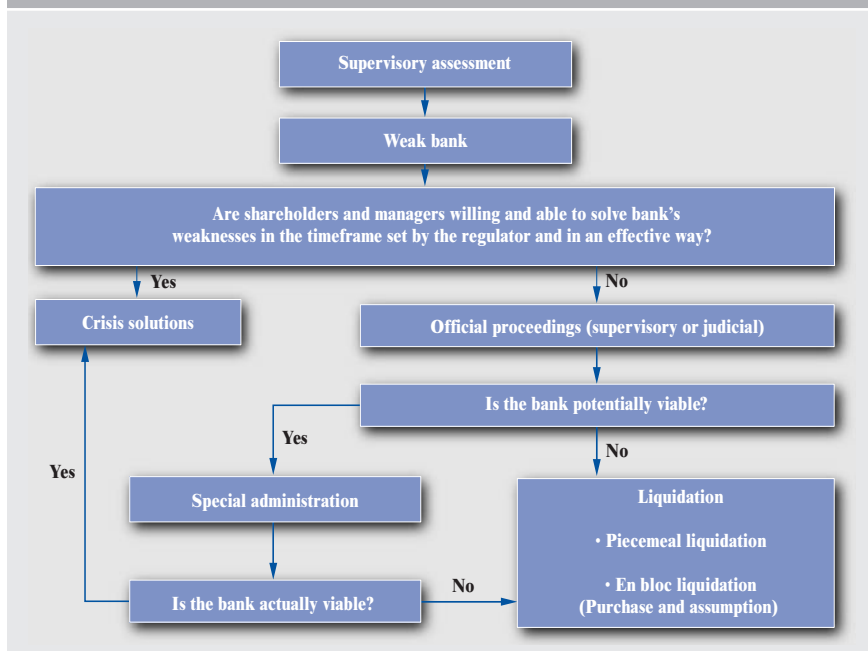 Supervisory assessment
Weak bank
Are shareholders and managers willing and able to solve bank's
weaknesses in the timeframe set by the regulator and in an effective way?
Yes
No
Crisis solutions
Official proceedings (supervisory or judicial)
Is the bank potentially viable?
Yes
No
Yes
Special administration
Liquidation
• Piecemeal liquidation
• En bloc liquidation
(Purchase and assumption)
Is the bank actually viable?
No